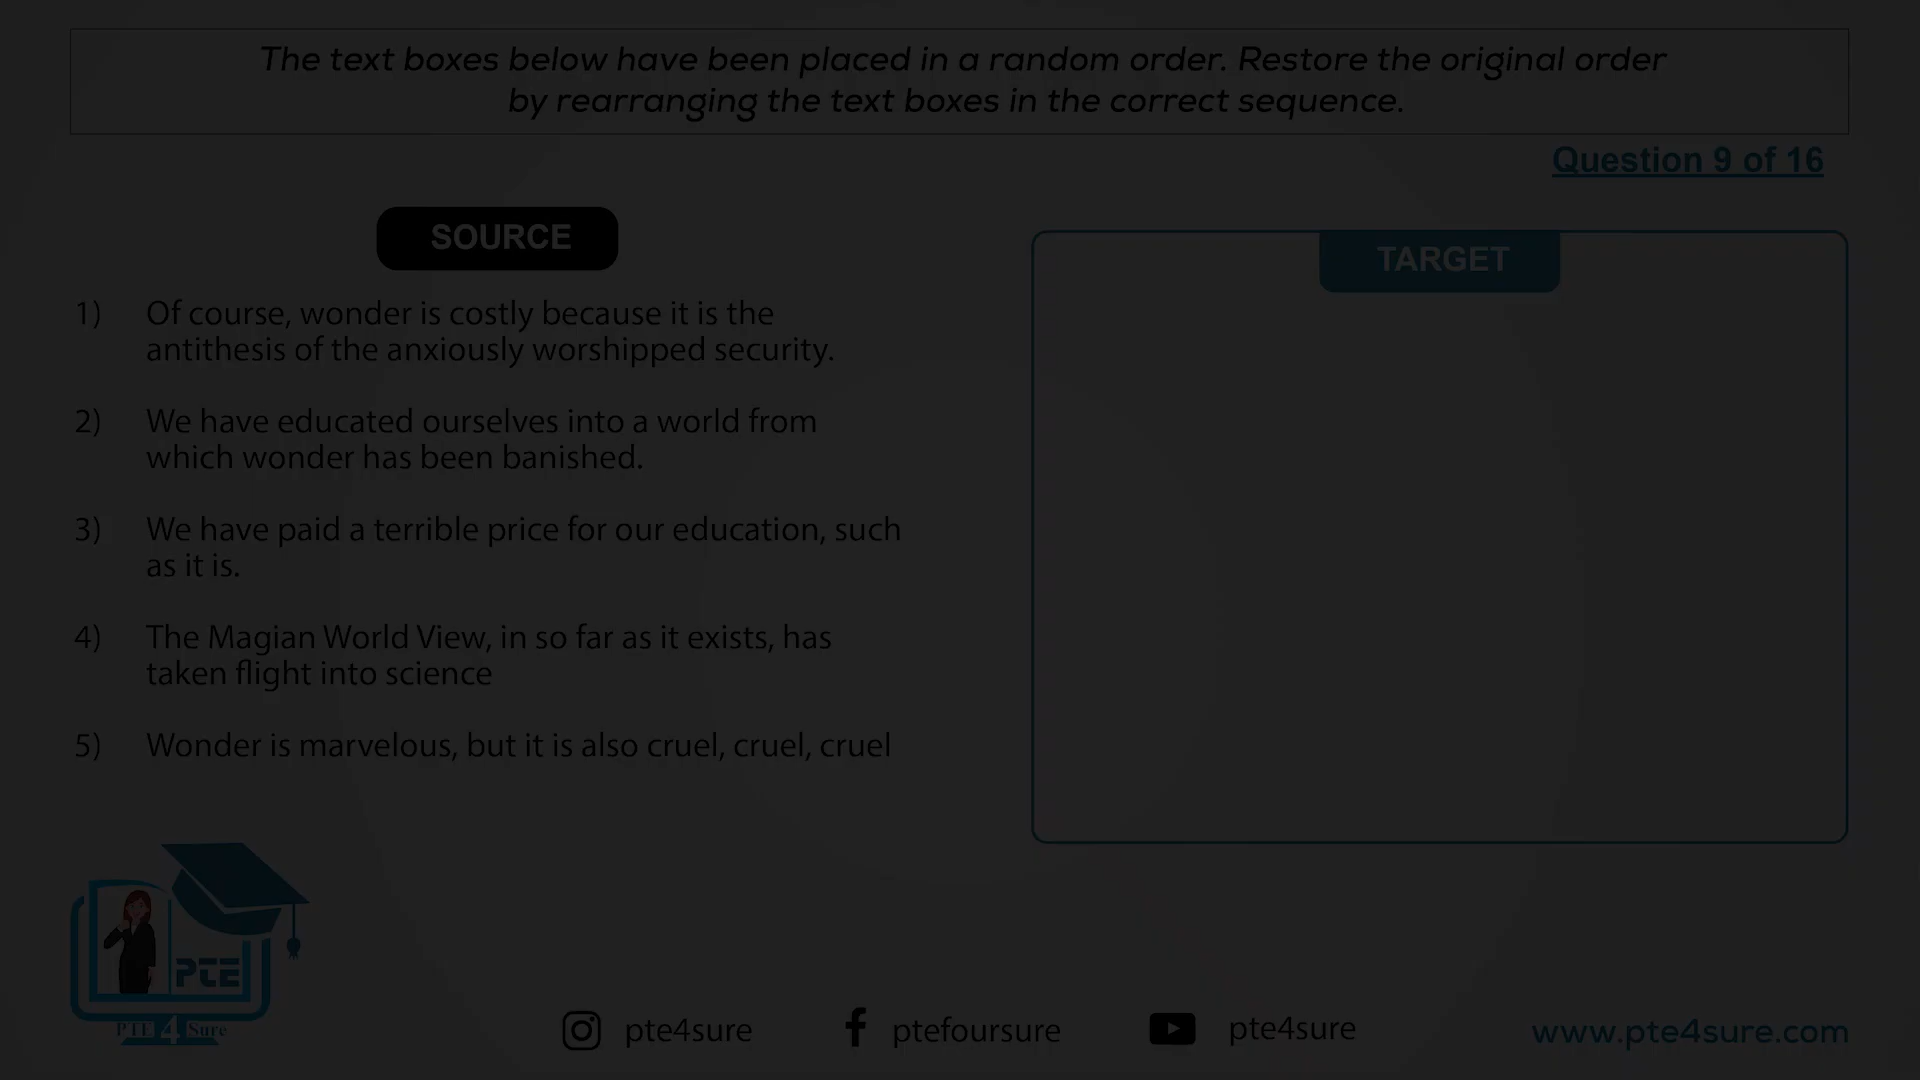 The text boxes below have been placed in a random order. Restore the original order
by rearranging the text boxes in the correct sequence.
Question 9 of 16
SOURCE
TARGET
1) Of course, wonder is costly because it is the
antithesis of the anxiously worshipped security.
2) We have educated ourselves into a world from
which wonder has been banished.
3) We have paid a terrible price for our education, such
as it is.
4) The Magian World View, in so far as it exists, has
taken flight into science
5) Wonder is marvelous, but it is also cruel, cruel, cruel
PTE
PTE 4 Sure
pte4sure
ptefoursure
pte4sure
www.pte4sure.com